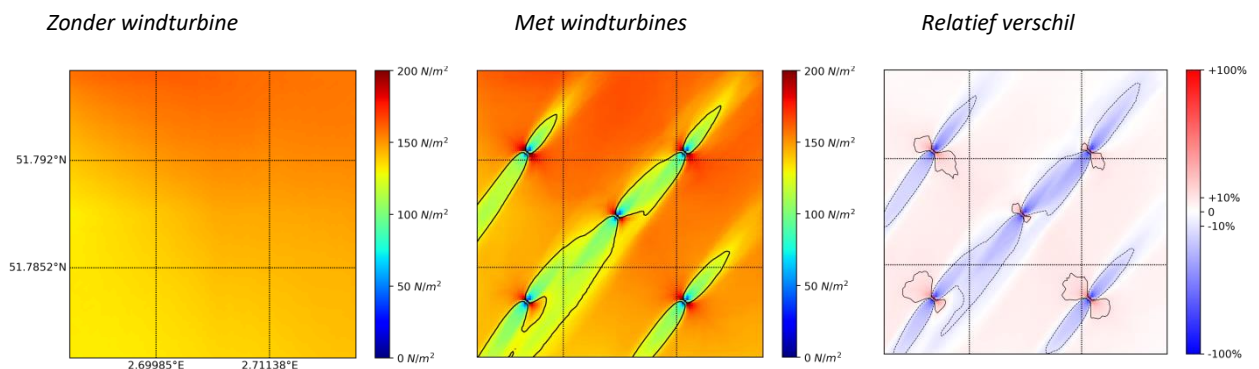 Zonder windturbine
Met windturbines
Relatief verschil
200 N/m²
150 N/m²
100 N/m²
50 N/m²
0 N/m²
51.792°N
51.7852°N
2.69985°E
2.71138°E
200 N/m²
150 N/m²
100 N/m²
50 N/m²
0 N/m²
+100%
+10%
0
-10%
-100%